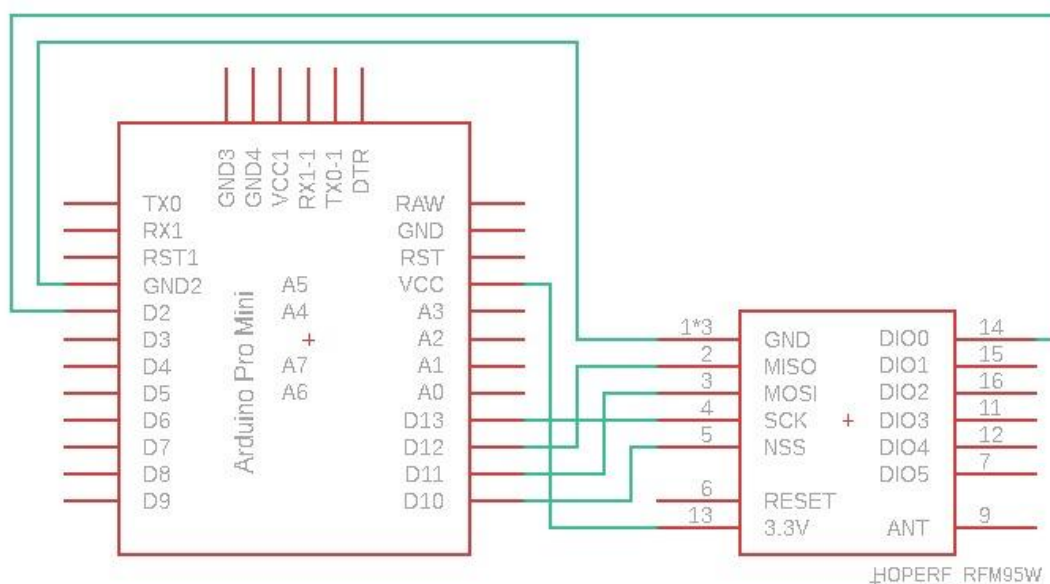 GND3
GND4
VCC1
RX1-1
TX0-1
DTR
TX0
RX1
RST1
GND2
D2
D3
D4
D5
D6
D7
D8
D9
Arduino Pro Mini
A5
A4
A7
A6
RAW
GND
RST
VCC
A3
A2
A1
A0
D13
D12
D11
D10
1*3 GND
2 MISO
3 MOSI
4 SCK
5 NSS
6 RESET
13 3.3V
DIO0 14
DIO1 15
DIO2 16
DIO3 11
DIO4 12
DIO5 7
ANT 9
HOPERF_RFM95W